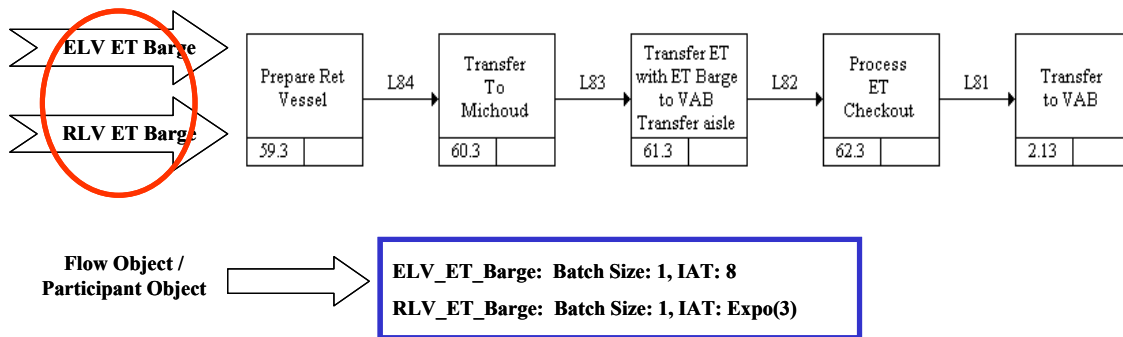 ELV ET Barge
RLV ET Barge
Prepare Ret
Vessel
59.3
L84
Transfer
To
Michoud
60.3
L83
Transfer ET
with ET Barge
to VAB
Transfer aisle
61.3
L82
Process
ET
Checkout
62.3
L81
Transfer
to VAB
2.13
Flow Object /
Participant Object
ELV_ET_Barge:  Batch Size: 1, IAT: 8
RLV_ET_Barge:  Batch Size: 1, IAT: Expo(3)